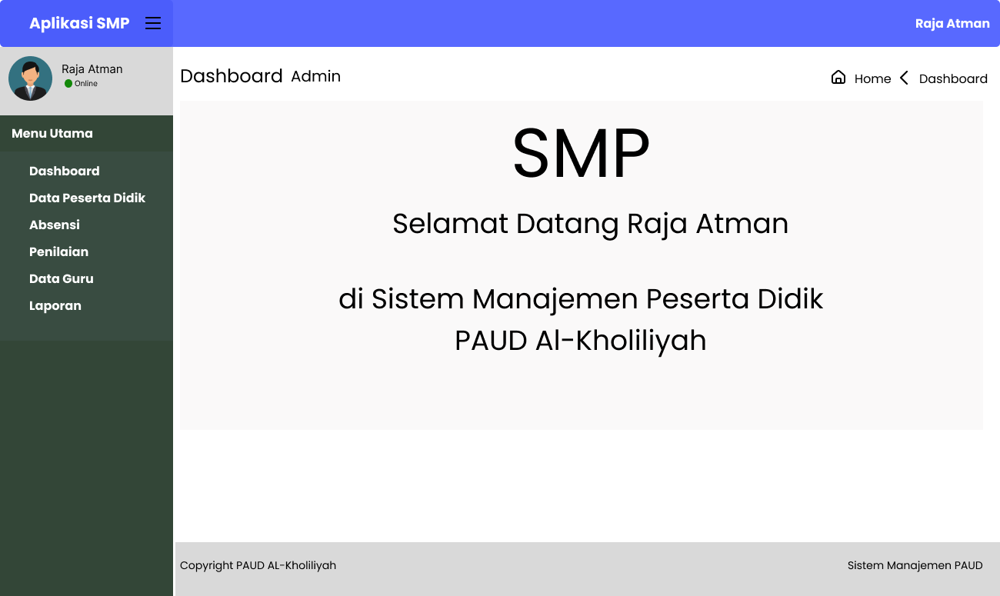 Aplikasi SMP
Raja Atman
Raja Atman
Online
Menu Utama
Dashboard
Data Peserta Didik
Absensi
Penilaian
Data Guru
Laporan
Dashboard Admin
Home
Dashboard
SMP
Selamat Datang Raja Atman
di Sistem Manajemen Peserta Didik
PAUD Al-Kholiliyah
Copyright PAUD AL-Kholiliyah
Sistem Manajemen PAUD